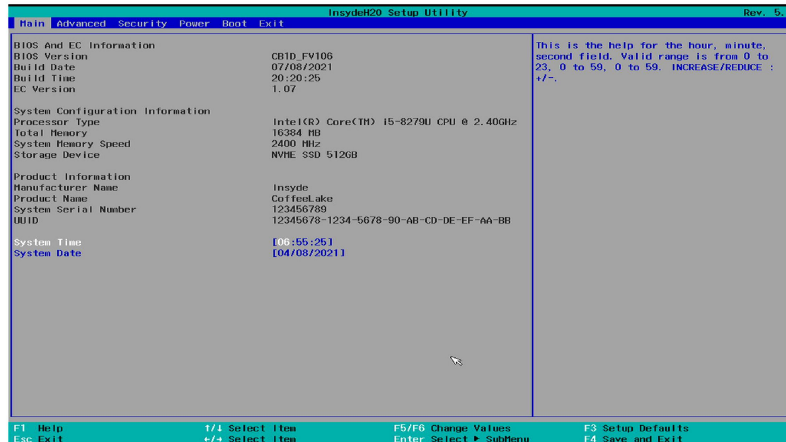 InsydeH20 Setup Utility Rev. 5.
Main Advanced Security Power Boot Exit
BIOS And EC Information
BIOS Version CB1D_FV106
Build Date 07/08/2021
Build Time 20:20:25
EC Version 1.07
System Configuration Information
Processor Type Intel(R) Core(TM) i5-8279U CPU @ 2.40GHz
Total Memory 16384 MB
System Memory Speed 2400 MHz
Storage Device NVME SSD 512GB
Product Information
Manufacturer Name Insyde
Product Name CoffeeLake
System Serial Number 123456789
UUID 12345678-1234-5678-90-AB-CD-DE-EF-AA-BB
System Time [06:55:25]
System Date [04/08/2021]
This is the help for the hour, minute,
second field. Valid range is from 0 to
23, 0 to 59, 0 to 59. INCREASE/REDUCE :
+/-.
F1 Help ↑/↓ Select Item F5/F6 Change Values F3 Setup Defaults
Esc Exit ←/→ Select Item Enter Select ▶ SubMenu F4 Save and Exit